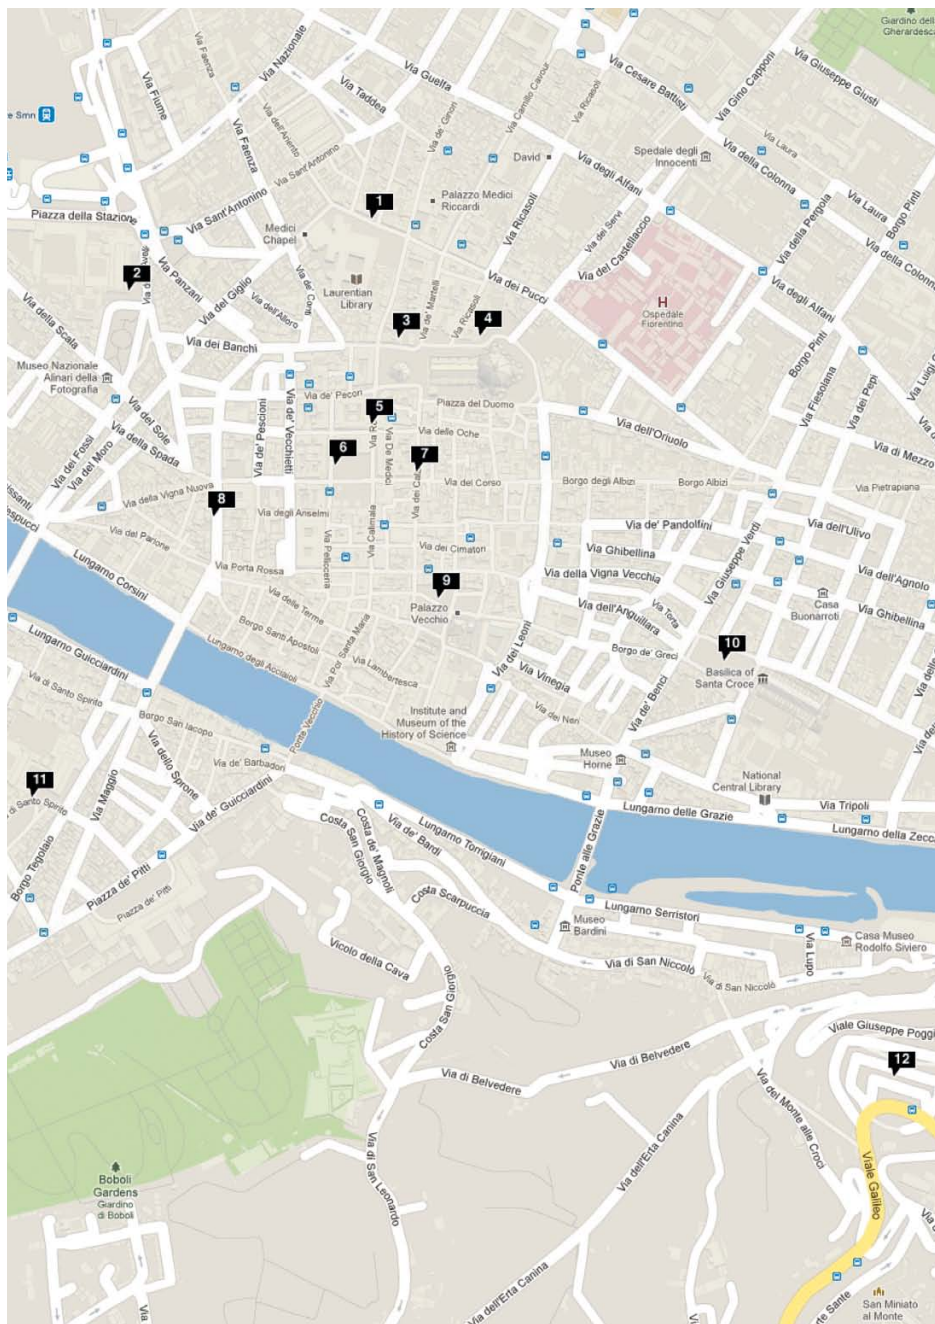 Giardino dell
Gherardesca
Via Faenza
Via Nazionale
Via Guelfa
Via Taddea
Via Fiume
Via Camillo Cavour
Via Ricasoli
Via Cesare Battisti
Via Gino Capponi
Via Giuseppe Giusti
e Smn
Via dell'Ariento
Via Faenza
Via Sant'Antonino
Via de' Ginori
David
Spedale degli
Innocenti
Via Laura
Via della Colonna
Via degli Alfani
1
Palazzo Medici
Riccardi
Via Laura
Borgo Pinti
Piazza della Stazione
Via Sant'Antonino
Medici
Chapel
Via Ricasoli
Via dei Servi
Via del Castellaccio
Via della Pergola
Via della Colonna
2
Via Panzani
Via del Giglio
Via dell'Alloro
Via de' Conti
Laurentian
Library
Via de' Martelli
Via dei Pucci
H
Ospedale
Fiorentino
Via degli Alfani
Via della Scala
3
4
Via Ricasoli
Via dei Banchi
Borgo Pinti
Museo Nazionale
Alinari della
Fotografia
Via de' Pecori
Piazza del Duomo
Via Fiesolana
Via dei Pepi
5
Via de' Pescioni
Via de' Vecchietti
Via del Sole
Via della Spada
Via delle Oche
Via dell'Oriuolo
Via di Mezzo
Via De Medici
6
7
Via dei Fossi
Via del Moro
Via della Vigna Nuova
Via del Corso
Borgo degli Albizi
Borgo Albizi
Via Pietrapiana
8
Via degli Anselmi
Via Calimala
Via Pellicceria
Via de' Pandolfini
Via Giuseppe Verdi
Via dell'Ulivo
Via del Parione
Via dei Cimatori
Via Ghibellina
Lungarno Corsini
Via Porta Rossa
Via della Vigna Vecchia
Via dell'Agnolo
9
Via delle Terme
Palazzo
Vecchio
Via dell'Anguillara
Via Torta
Casa
Buonarroti
Via Ghibellina
Borgo Santi Apostoli
Via Por Santa Maria
Via dei Leoni
10
Borgo de' Greci
Lungarno Guicciardini
Lungarno degli Acciaioli
Via Lambertesca
Via Vinegia
Basilica of
Santa Croce
Via di Santo Spirito
Borgo San Iacopo
Ponte Vecchio
Via de' Benci
Via dei Neri
Institute and
Museum of the
History of Science
Via dello Sprone
Via de' Barbadori
Museo
Horne
National
Central Library
11
Via Maggio
Via de' Guicciardini
Lungarno delle Grazie
Via Tripoli
Lungarno della Zecca
Borgo Tegolaio
Costa San Giorgio
Costa de' Magnoli
Via de' Bardi
Lungarno Torrigiani
Ponte alle Grazie
Piazza de' Pitti
Piazza de' Pitti
Costa Scarpuccia
Lungarno Serristori
Museo
Bardini
Via Lupo
Casa Museo
Rodolfo Siviero
Vicolo della Cava
Costa San Giorgio
Via di San Niccolò
Via di San Niccolò
Viale Giuseppe Poggi
12
Via di Belvedere
Via di Belvedere
Via del Monte alle Croci
Via dell'Erta Canina
Via di San Leonardo
Viale Galileo
Boboli
Gardens
Giardino
di Boboli
Via dell'Erta Canina
San Miniato
al Monte